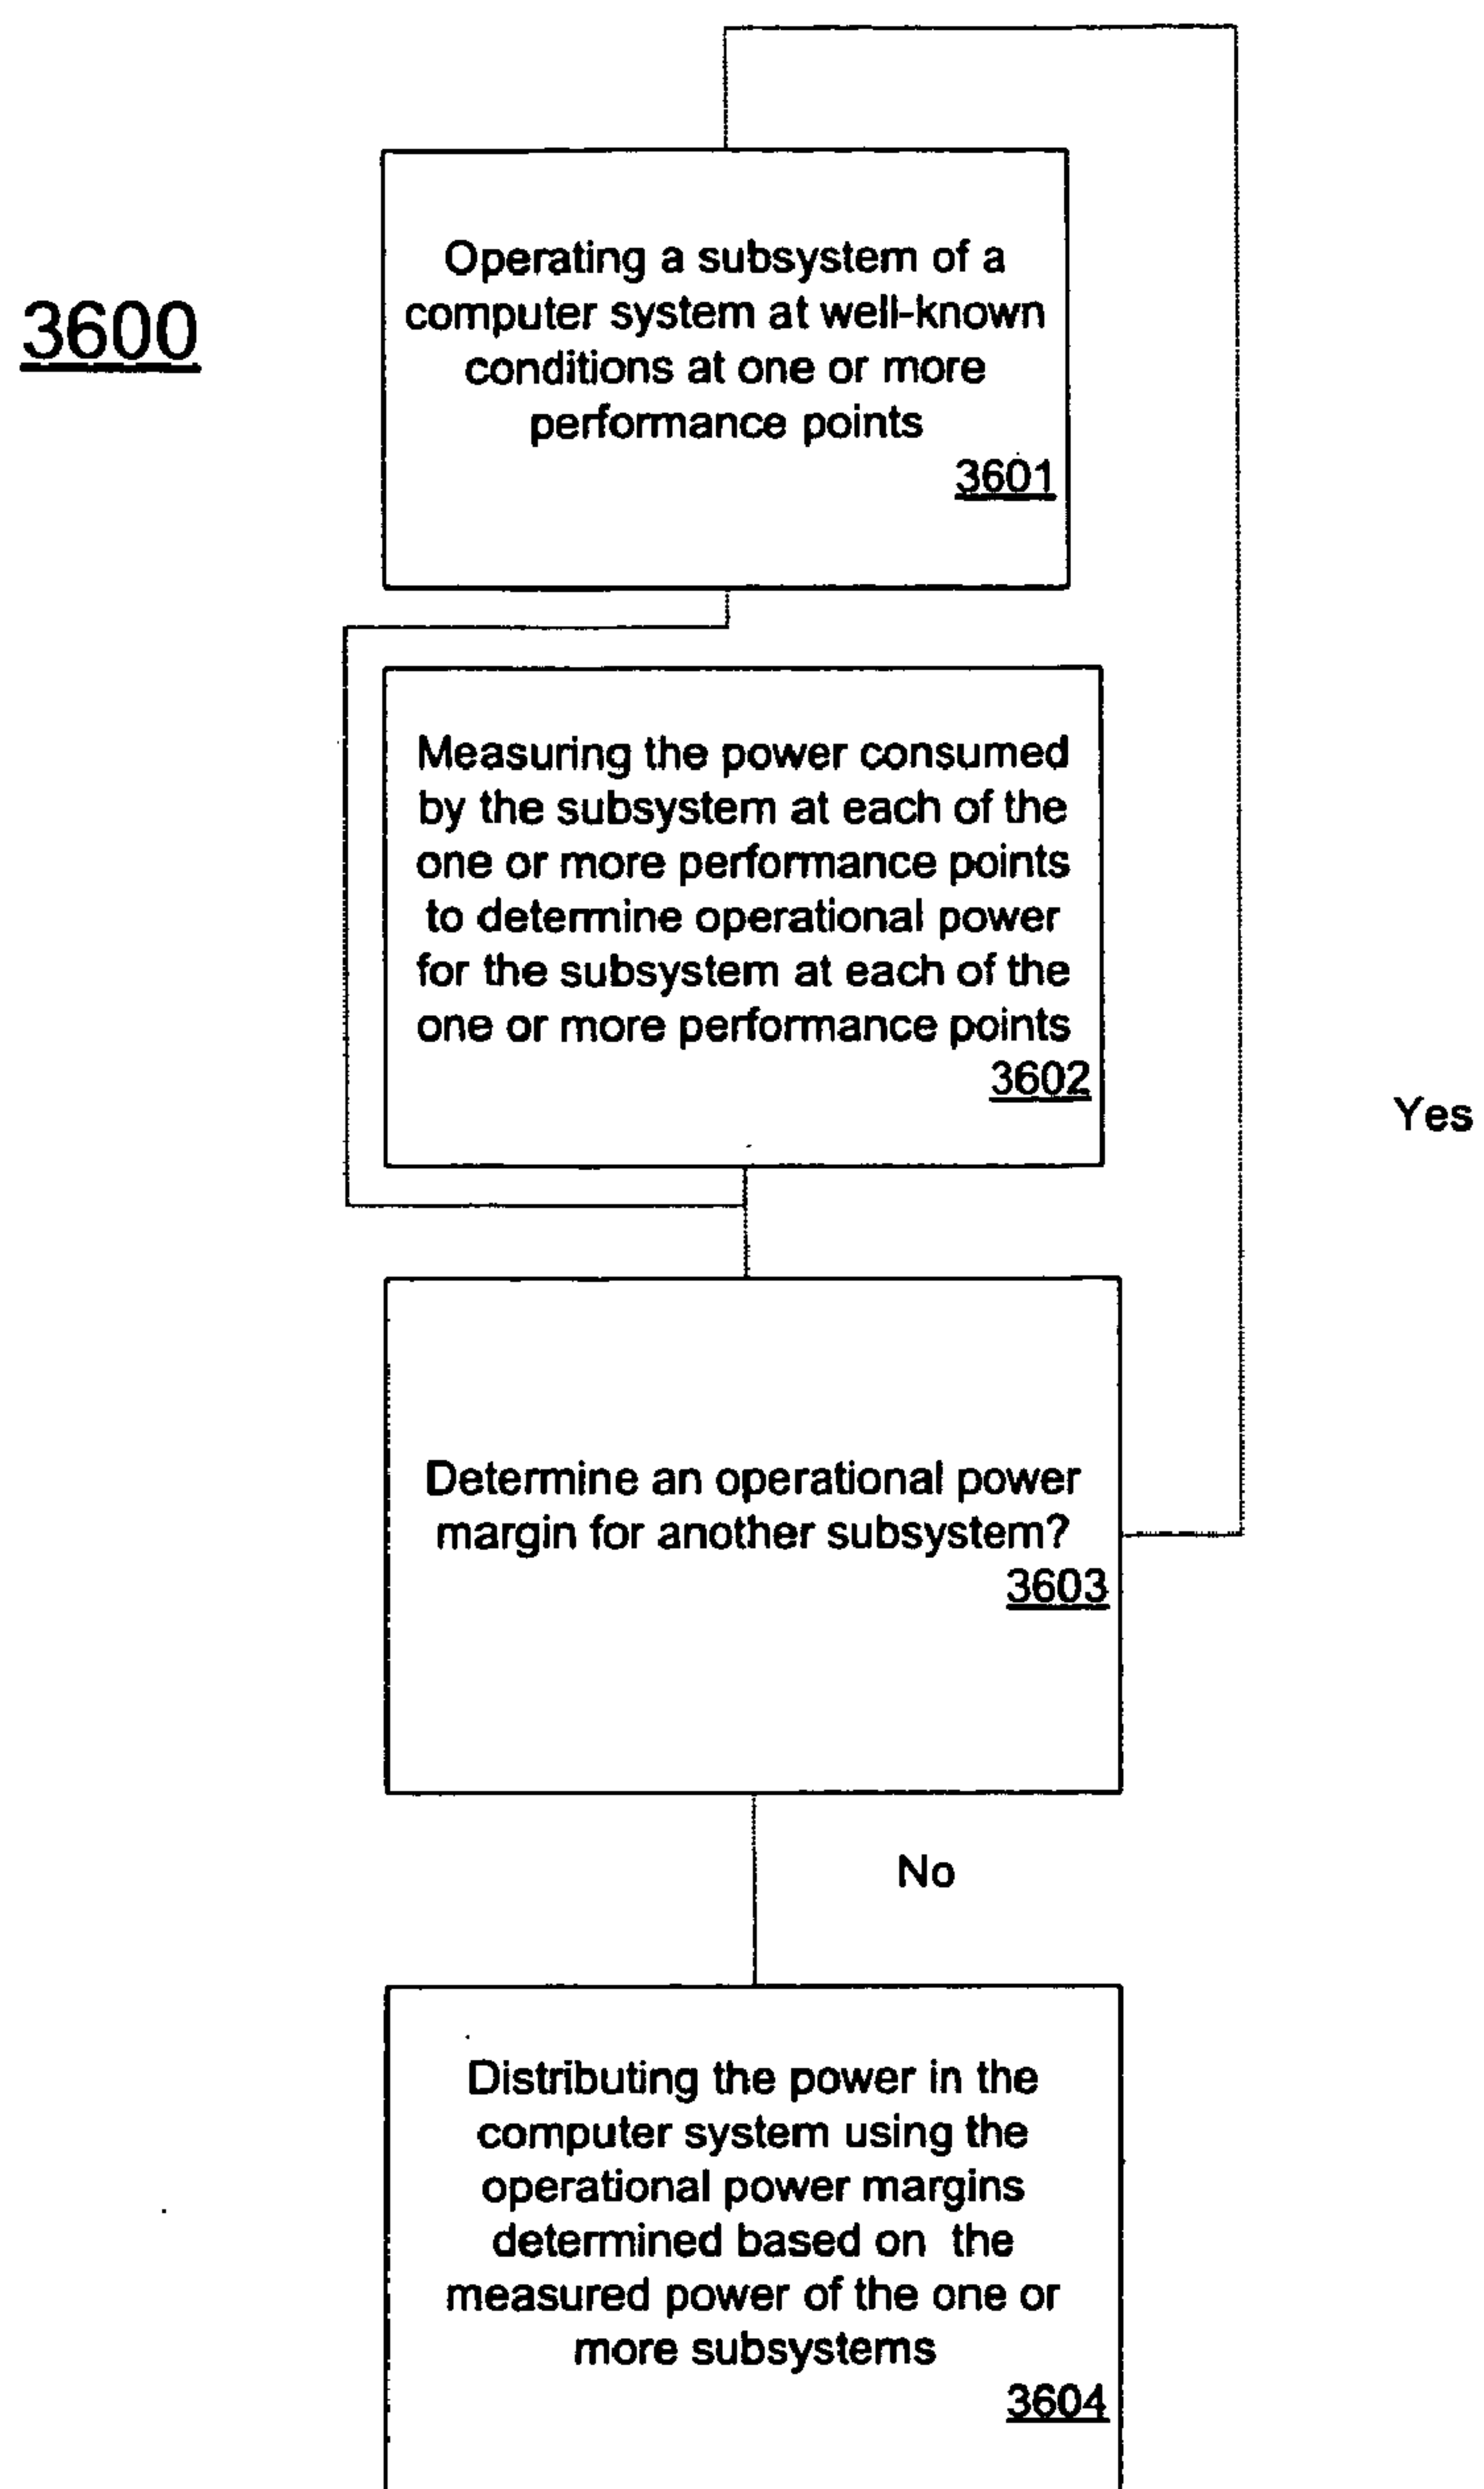 3600
Operating a subsystem of a
computer system at well-known
conditions at one or more
performance points
3601
Measuring the power consumed
by the subsystem at each of the
one or more performance points
to determine operational power
for the subsystem at each of the
one or more performance points
3602
Yes
Determine an operational power
margin for another subsystem?
3603
No
Distributing the power in the
computer system using the
operational power margins
determined based on the
measured power of the one or
more subsystems
3604